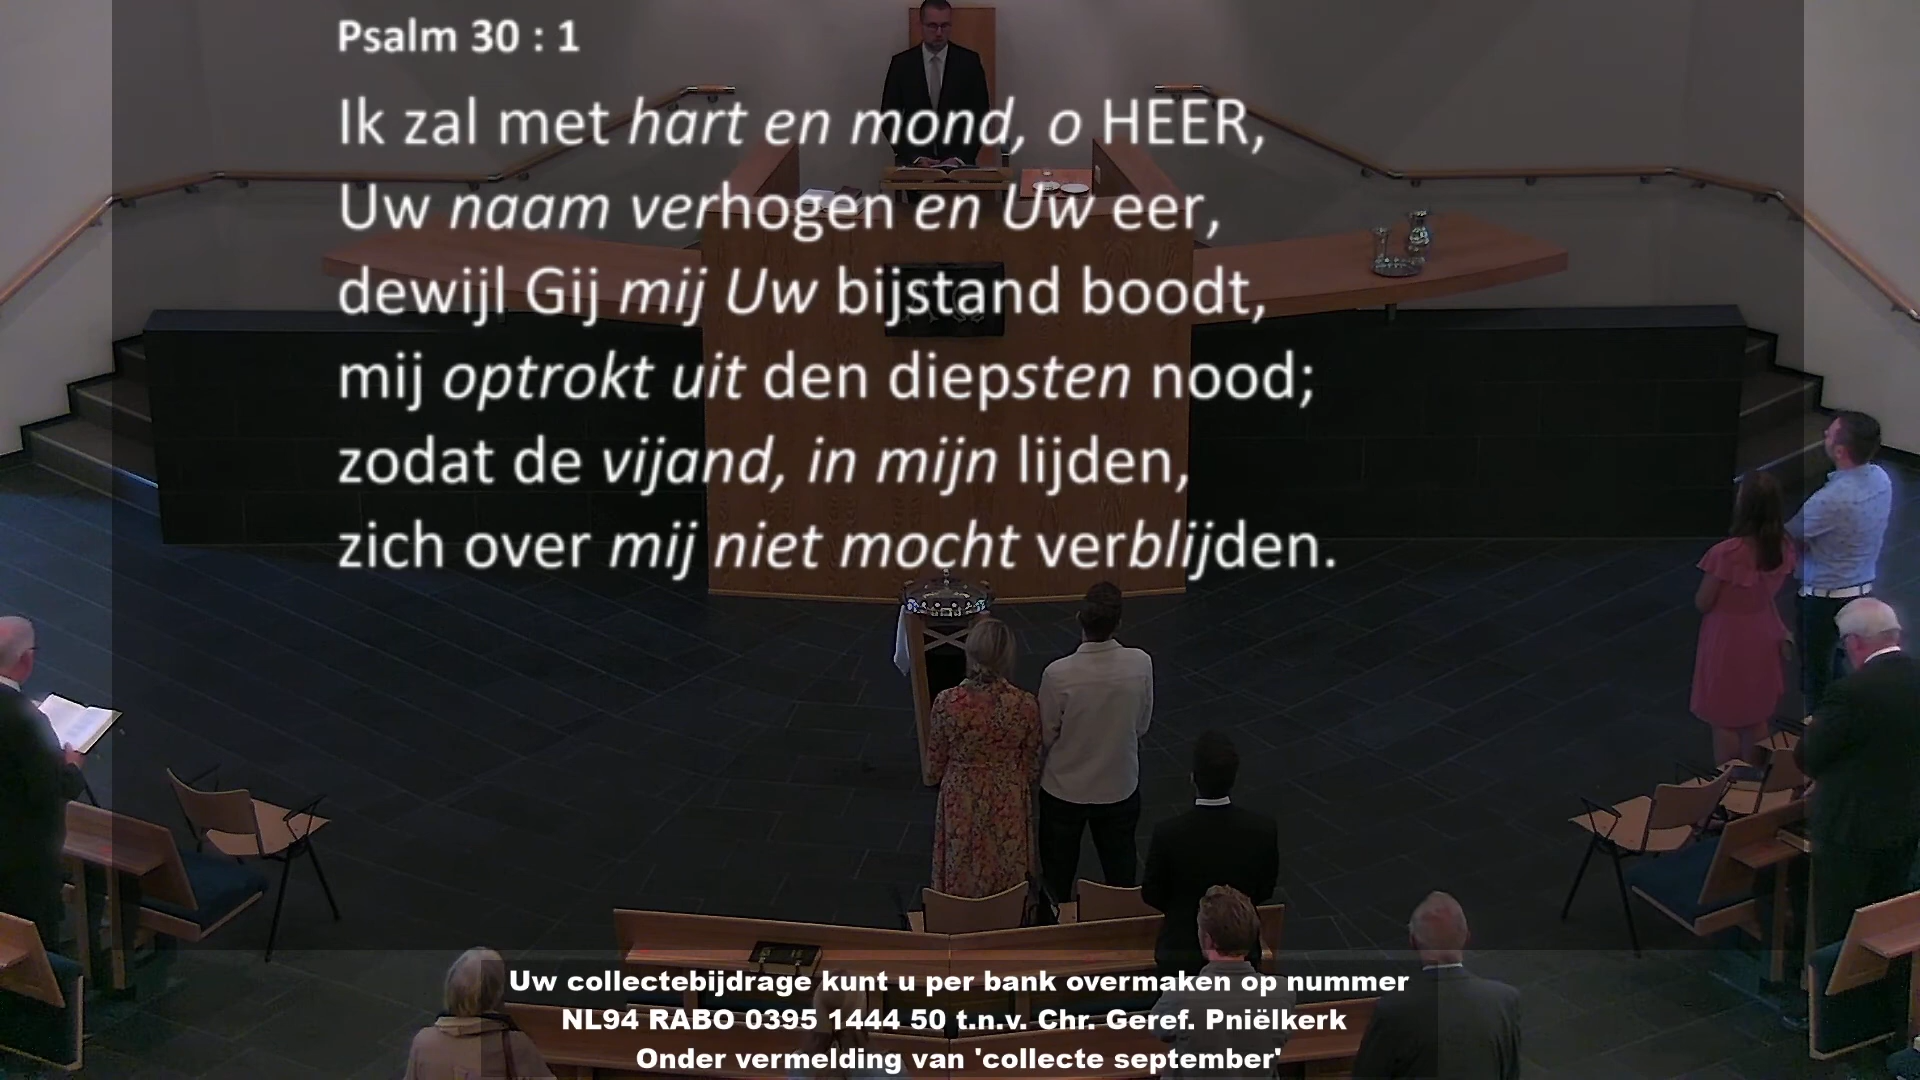 Psalm 30 : 1
Ik zal met hart en mond, o HEER,
Uw naam verhogen en Uw eer,
dewijl Gij mij Uw bijstand boodt,
mij optrokt uit den diepsten nood;
zodat de vijand, in mijn lijden,
zich over mij niet mocht verblijden.
Uw collectebijdrage kunt u per bank overmaken op nummer
NL94 RABO 0395 1444 50 t.n.v. Chr. Geref. Pniëlkerk
Onder vermelding van 'collecte september'